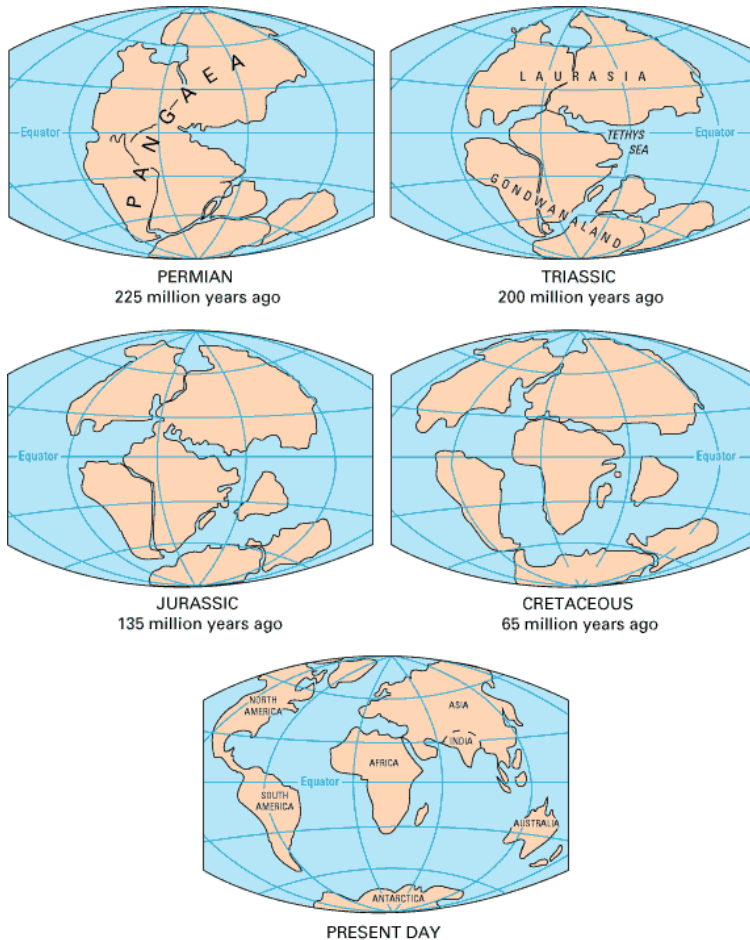 PANGAEA
Equator
PERMIAN
225 million years ago
LAURASIA
TETHYS
SEA
Equator
GONDWANALAND
TRIASSIC
200 million years ago
Equator
JURASSIC
135 million years ago
Equator
CRETACEOUS
65 million years ago
NORTH
AMERICA
ASIA
INDIA
AFRICA
Equator
SOUTH
AMERICA
AUSTRALIA
ANTARCTICA
PRESENT DAY